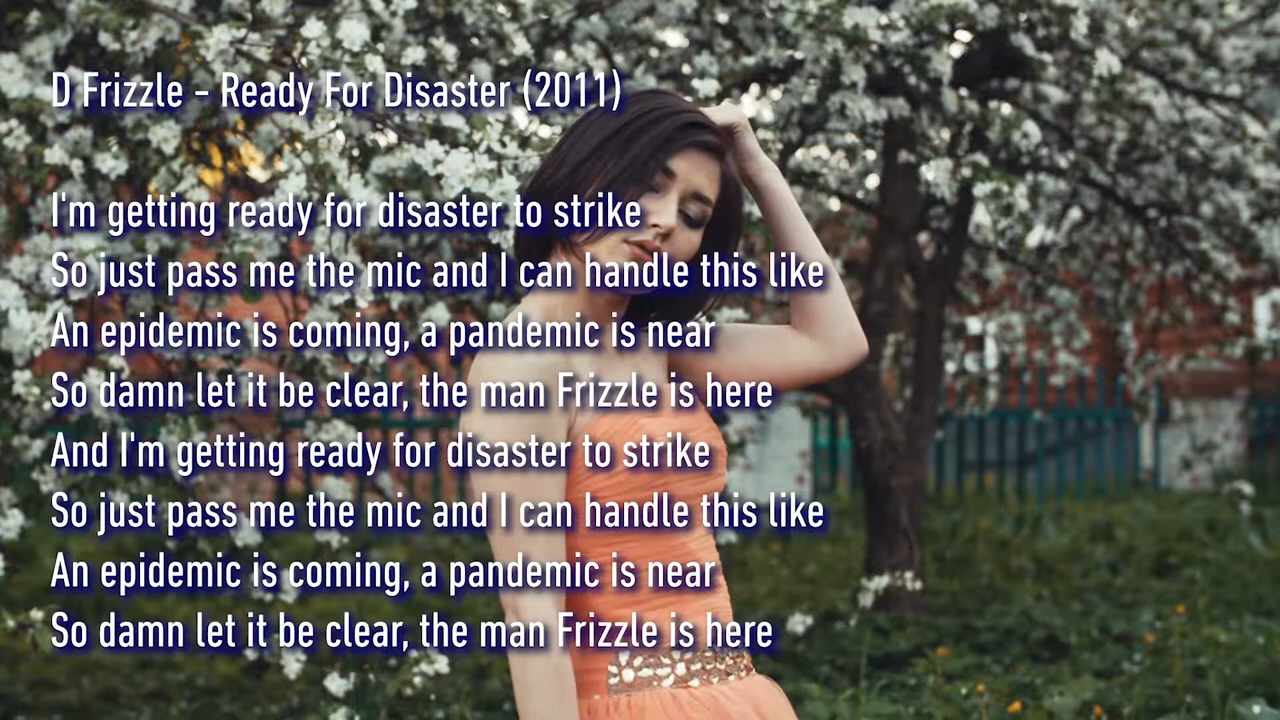 D Frizzle - Ready For Disaster (2011)
I'm getting ready for disaster to strike
So just pass me the mic and I can handle this like
An epidemic is coming, a pandemic is near
So damn let it be clear, the man Frizzle is here
And I'm getting ready for disaster to strike
So just pass me the mic and I can handle this like
An epidemic is coming, a pandemic is near
So damn let it be clear, the man Frizzle is here